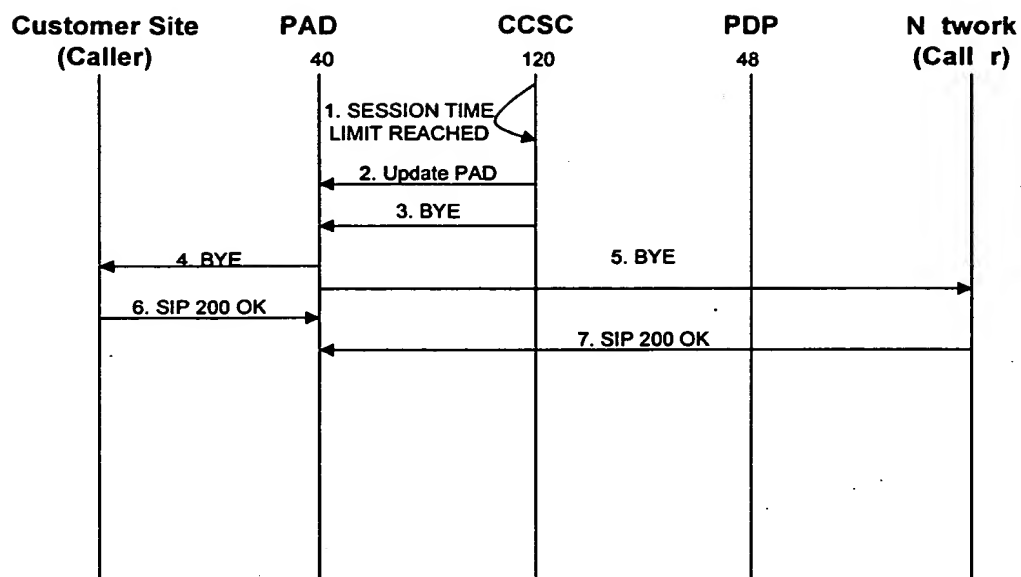 Customer Site
(Caller)
PAD
40
CCSC
120
PDP
48
N twork
(Call r)
1. SESSION TIME
LIMIT REACHED
2. Update PAD
3. BYE
4. BYE
5. BYE
6. SIP 200 OK
7. SIP 200 OK